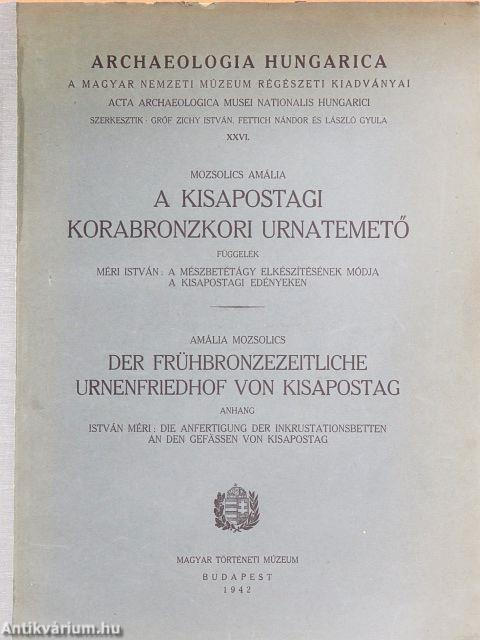 ARCHAEOLOGIA HUNGARICA
A MAGYAR NEMZETI MÚZEUM RÉGÉSZETI KIADVÁNYAI
ACTA ARCHAEOLOGICA MUSEI NATIONALIS HUNGARICI
SZERKESZTIK: GRÓF ZICHY ISTVÁN, FETTICH NÁNDOR ÉS LÁSZLÓ GYULA
XXVI.
MOZSOLICS AMÁLIA
A KISAPOSTAGI
KORABRONZKORI URNATEMETŐ
FÜGGELÉK
MÉRI ISTVÁN: A MÉSZBETÉTÁGY ELKÉSZÍTÉSÉNEK MÓDJA
A KISAPOSTAGI EDÉNYEKEN
AMÁLIA MOZSOLICS
DER FRÜHBRONZEZEITLICHE
URNENFRIEDHOF VON KISAPOSTAG
ANHANG
ISTVÁN MÉRI: DIE ANFERTIGUNG DER INKRUSTATIONSBETTEN
AN DEN GEFÄSSEN VON KISAPOSTAG
MAGYAR TÖRTÉNETI MÚZEUM
BUDAPEST
1942
Antikvárium.hu